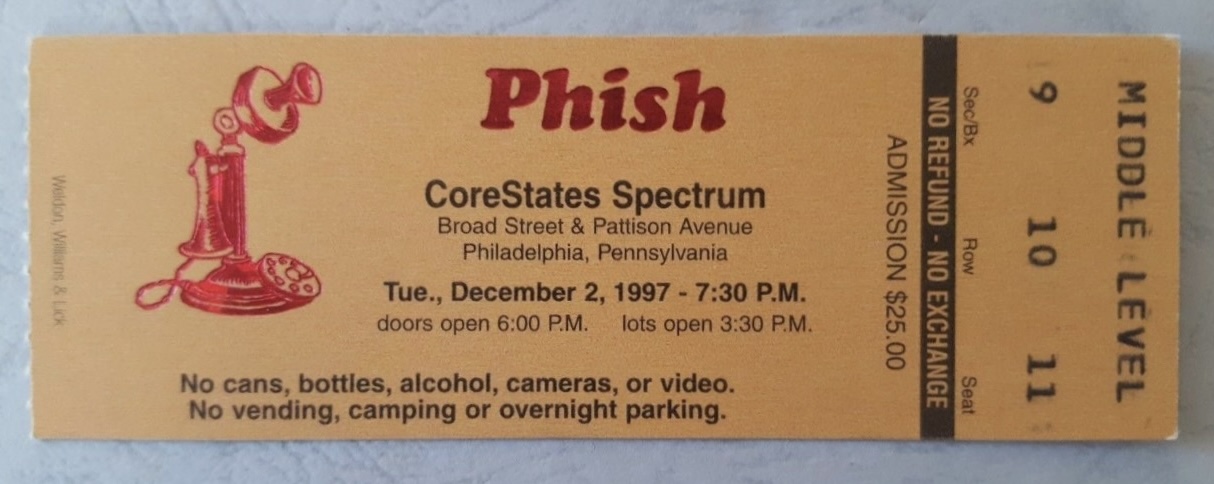 Phish
CoreStates Spectrum
Broad Street & Pattison Avenue
Philadelphia, Pennsylvania
Tue., December 2, 1997 - 7:30 P.M.
doors open 6:00 P.M. lots open 3:30 P.M.
No cans, bottles, alcohol, cameras, or video.
No vending, camping or overnight parking.
Weldon, Williams & Lick
ADMISSION $25.00
NO REFUND - NO EXCHANGE
Sec/Bx Row Seat
9 10 11
MIDDLE LEVEL